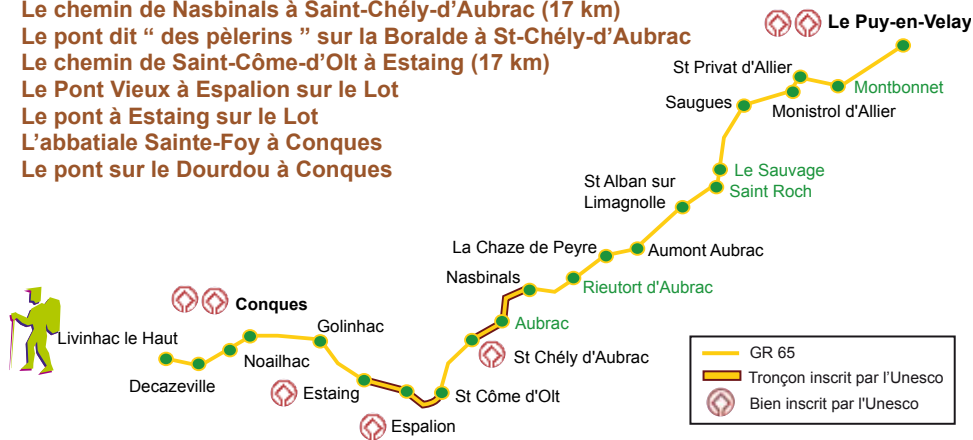 Le chemin de Nasbinals à Saint-Chély-d'Aubrac (17 km)
Le pont dit “ des pèlerins ” sur la Boralde à St-Chély-d'Aubrac
Le chemin de Saint-Côme-d'Olt à Estaing (17 km)
Le Pont Vieux à Espalion sur le Lot
Le pont à Estaing sur le Lot
L'abbatiale Sainte-Foy à Conques
Le pont sur le Dourdou à Conques
Le Puy-en-Velay
St Privat d'Allier
Montbonnet
Saugues
Monistrol d'Allier
Le Sauvage
St Alban sur
Limagnolle
Saint Roch
La Chaze de Peyre
Aumont Aubrac
Nasbinals
Rieutort d'Aubrac
Aubrac
St Chély d'Aubrac
Conques
Golinhac
Livinhac le Haut
Noailhac
Decazeville
Estaing
St Côme d'Olt
Espalion
GR 65
Tronçon inscrit par l'Unesco
Bien inscrit par l'Unesco